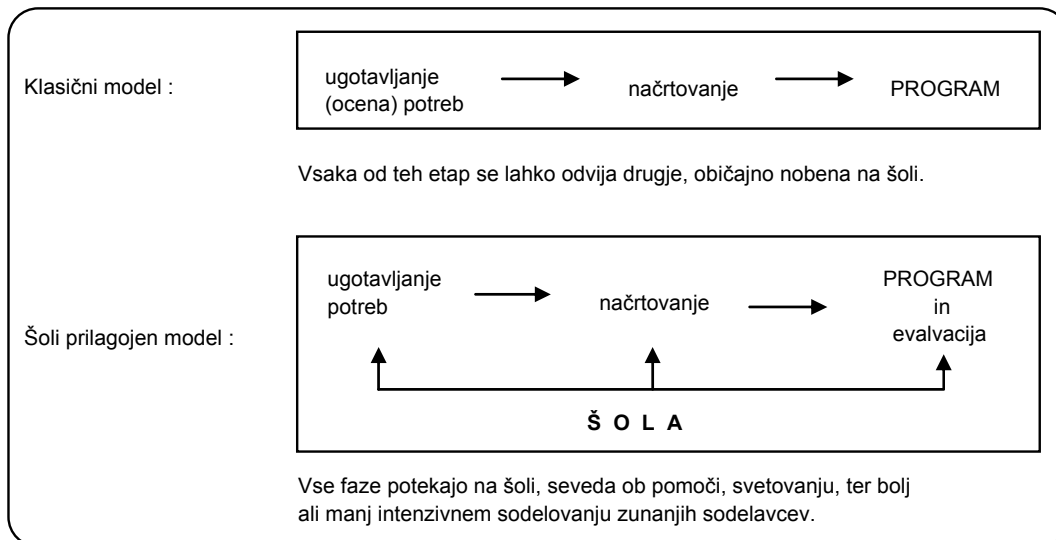 Klasični model :
ugotavljanje
(ocena) potreb
načrtovanje
PROGRAM
Vsaka od teh etap se lahko odvija drugje, običajno nobena na šoli.
Šoli prilagojen model :
ugotavljanje
potreb
načrtovanje
PROGRAM
in
evalvacija
Š O L A
Vse faze potekajo na šoli, seveda ob pomoči, svetovanju, ter bolj
ali manj intenzivnem sodelovanju zunanjih sodelavcev.